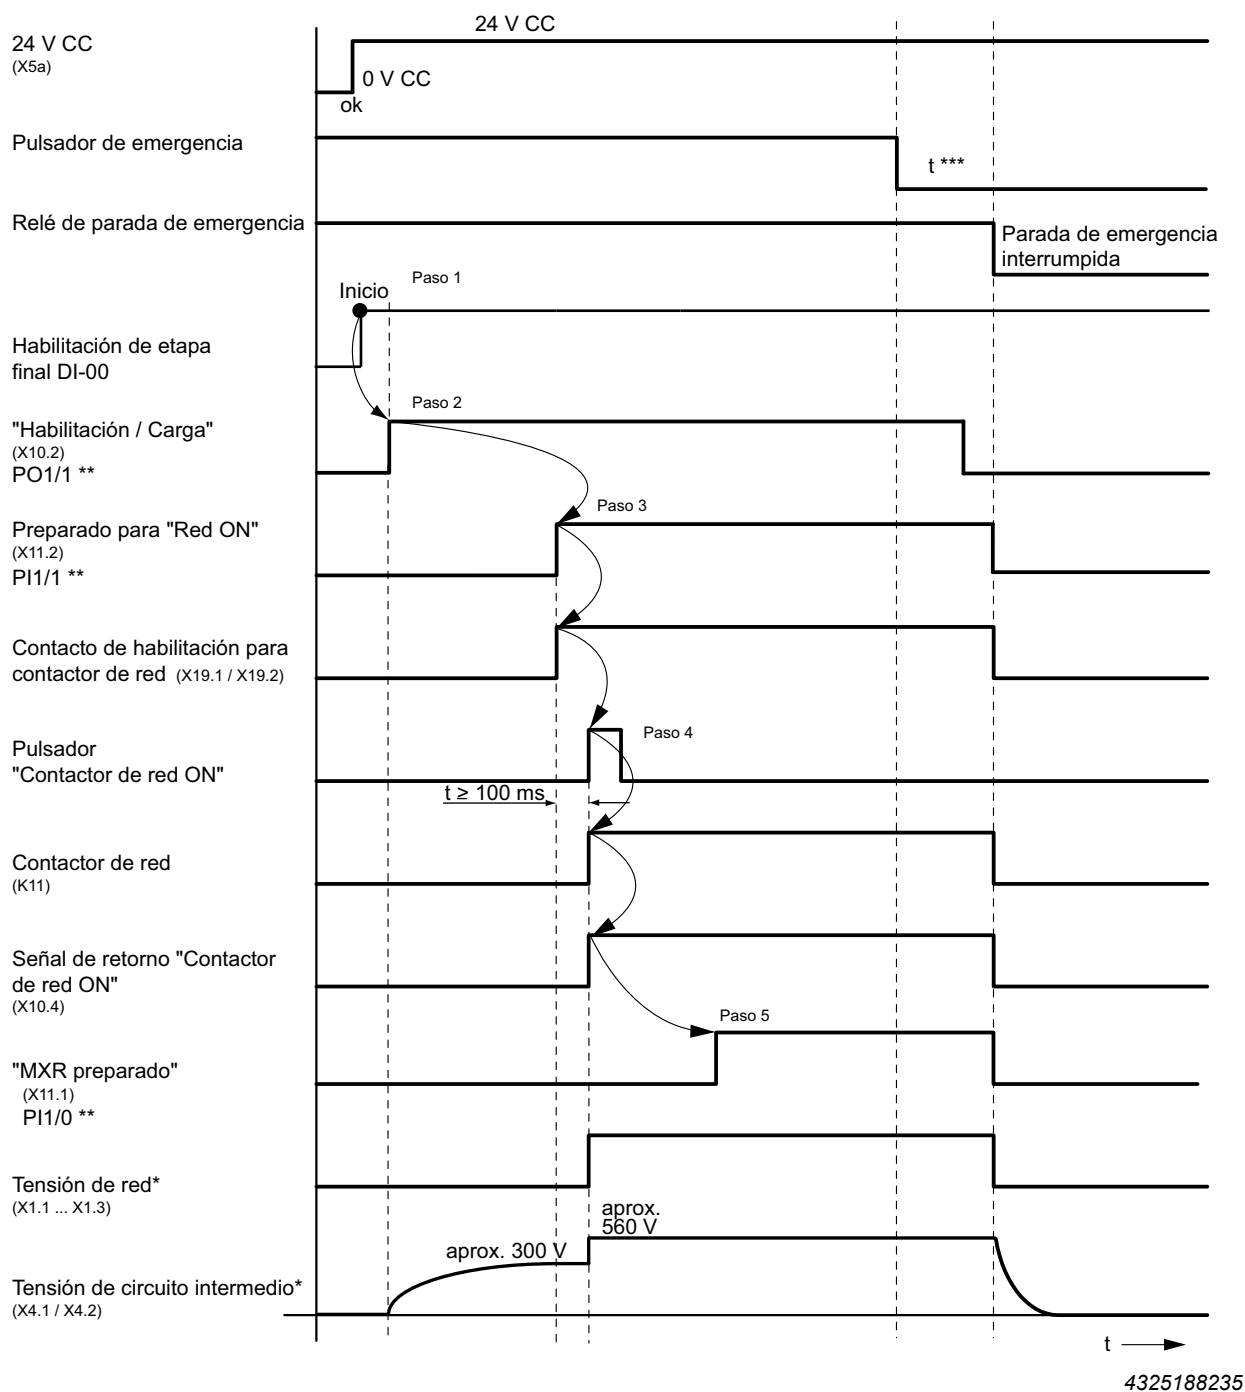 24 V CC
24 V CC
(X5a)
0 V CC
ok
Pulsador de emergencia
t ***
Relé de parada de emergencia
Parada de emergencia
interrumpida
Paso 1
Inicio
Habilitación de etapa
final DI-00
Paso 2
"Habilitación / Carga"
(X10.2)
PO1/1 **
Paso 3
Preparado para "Red ON"
(X11.2)
PI1/1 **
Contacto de habilitación para
contactor de red (X19.1 / X19.2)
Paso 4
Pulsador
"Contactor de red ON"
t ≥ 100 ms
Contactor de red
(K11)
Señal de retorno "Contactor
de red ON"
(X10.4)
Paso 5
"MXR preparado"
(X11.1)
PI1/0 **
Tensión de red*
(X1.1 ... X1.3)
aprox.
560 V
aprox. 300 V
Tensión de circuito intermedio*
(X4.1 / X4.2)
t
4325188235